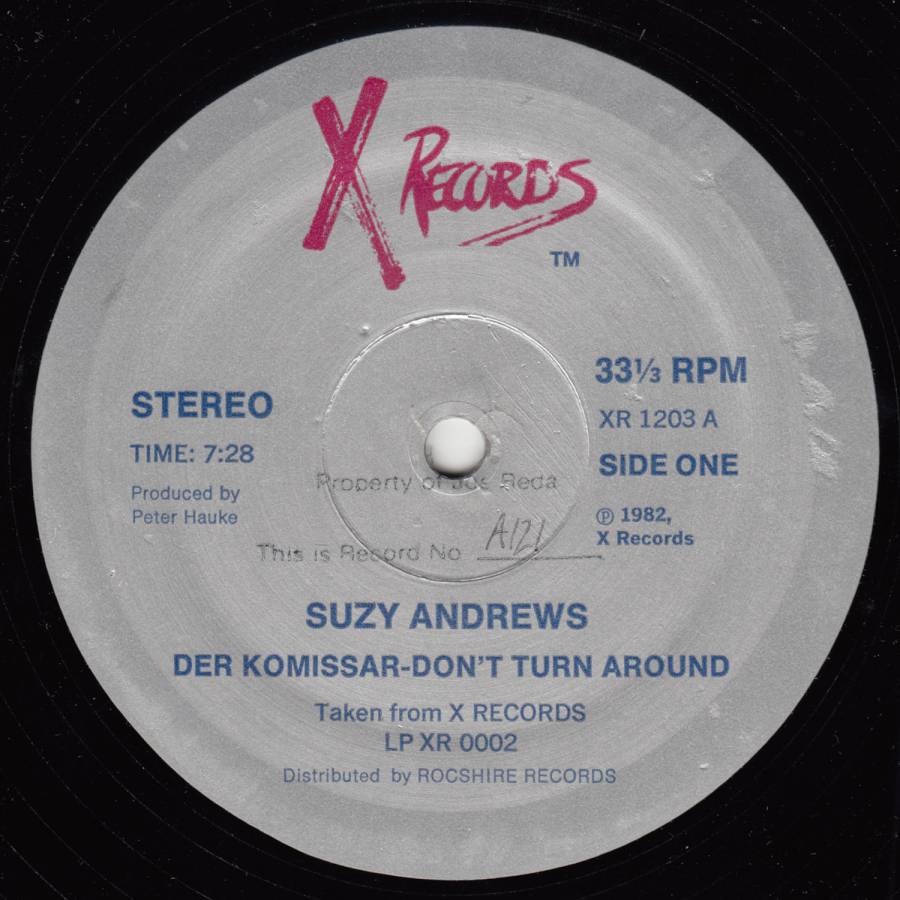 X RECORDS
TM
STEREO
TIME: 7:28
Produced by
Peter Hauke
33⅓ RPM
XR 1203 A
SIDE ONE
℗ 1982,
X Records
Property of Jos Reda
This is Record No A121
SUZY ANDREWS
DER KOMISSAR-DON'T TURN AROUND
Taken from X RECORDS
LP XR 0002
Distributed by ROCSHIRE RECORDS